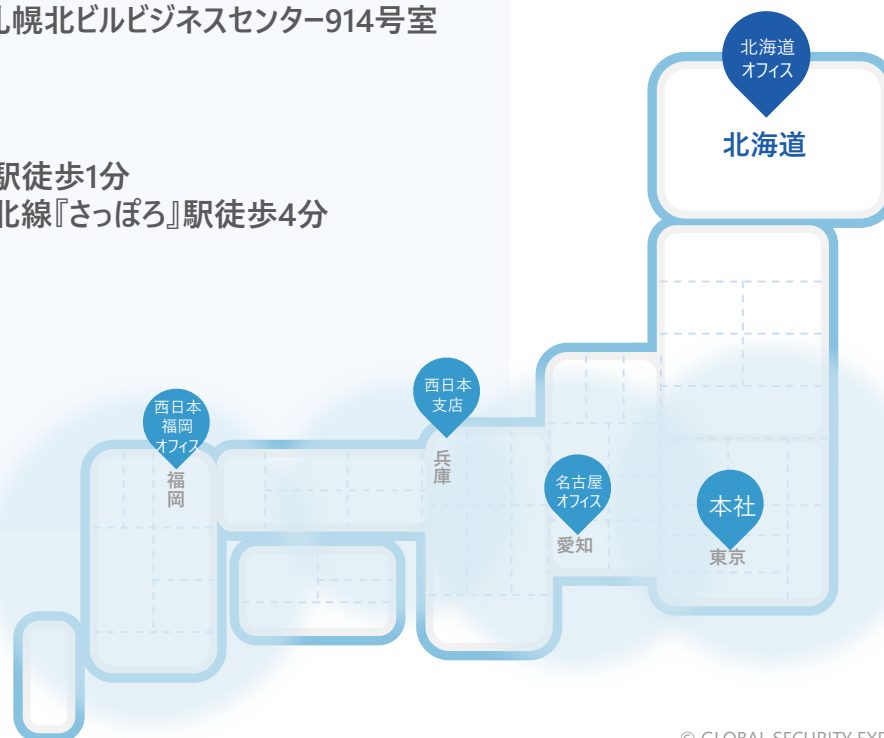 札幌北ビルビジネスセンター914号室
駅徒歩1分
北線『さっぽろ』駅徒歩4分
北海道
オフィス
北海道
西日本
支店
兵庫
西日本
福岡
オフィス
福岡
名古屋
オフィス
愛知
本社
東京
© GLOBAL SECURITY EXP